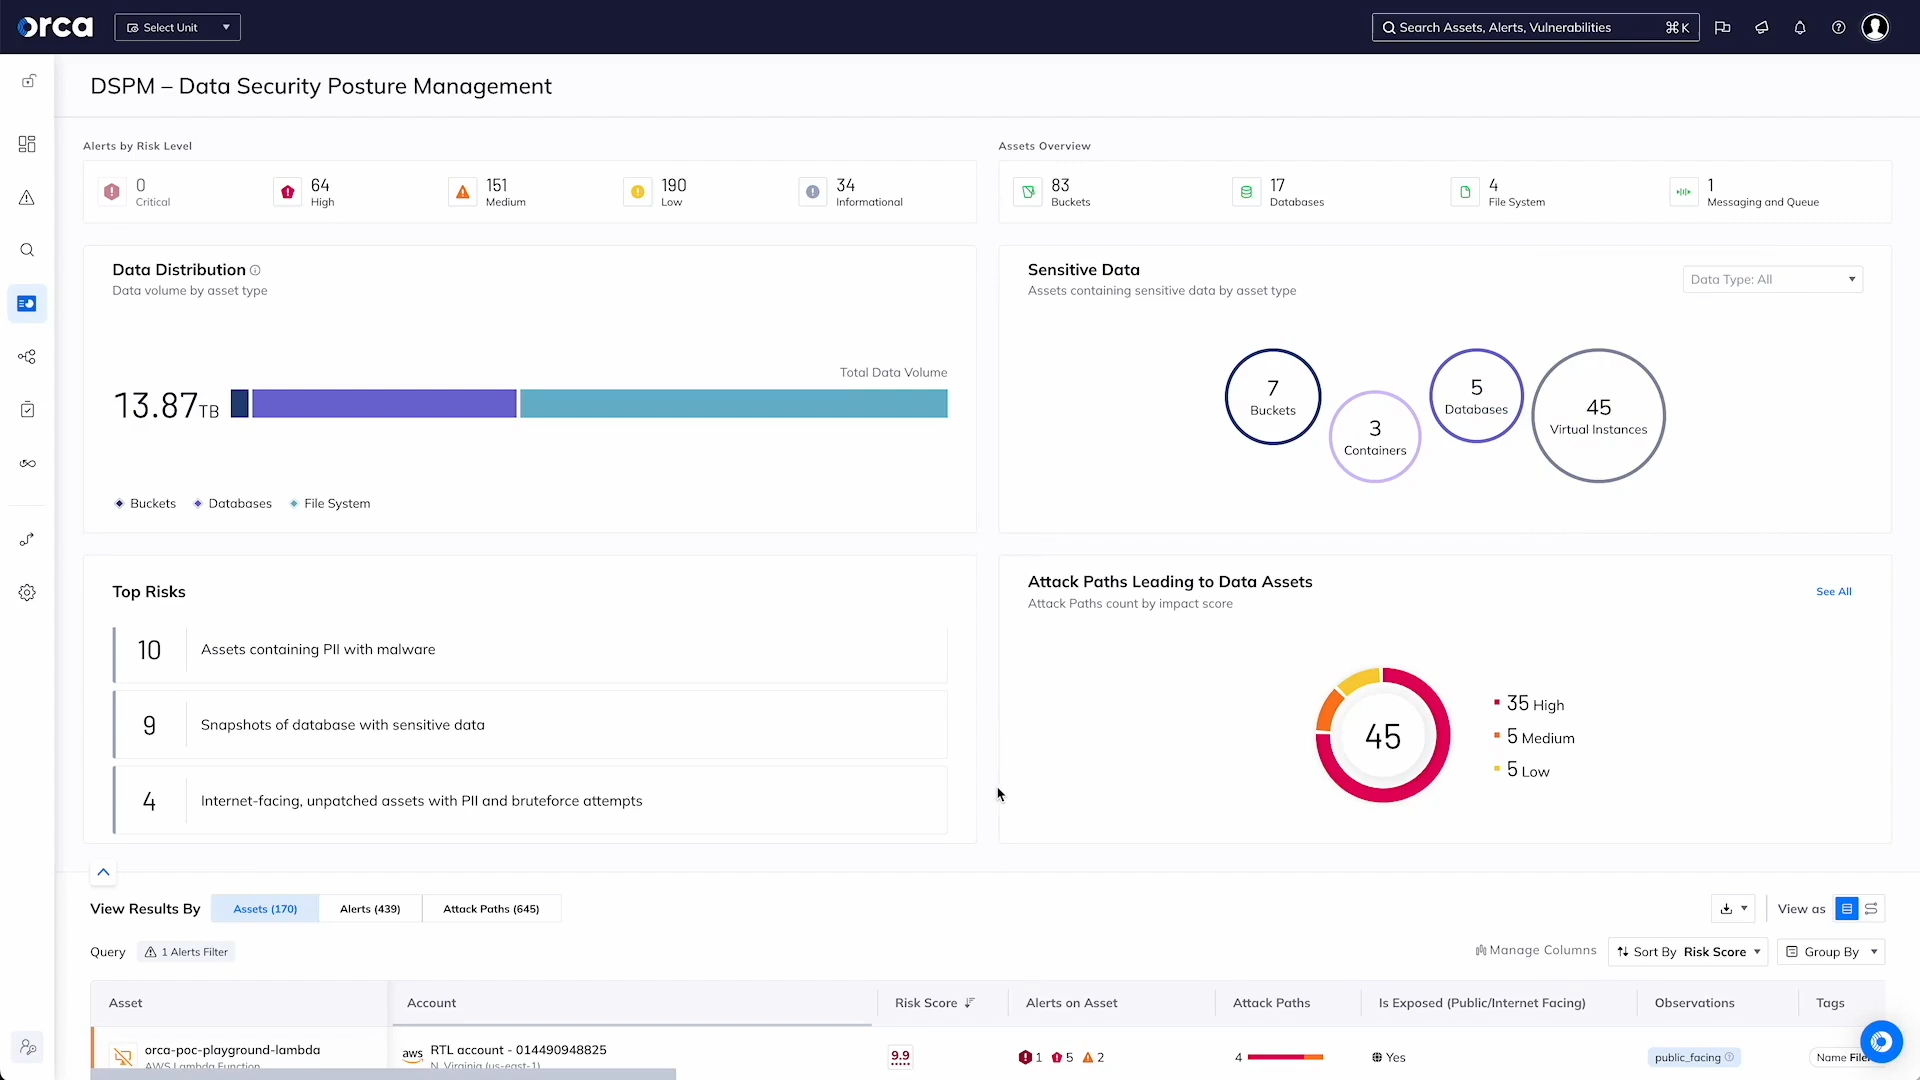 orca
Select Unit
Search Assets, Alerts, Vulnerabilities
⌘K
DSPM – Data Security Posture Management
Alerts by Risk Level
0
Critical
64
High
151
Medium
190
Low
34
Informational
Assets Overview
83
Buckets
17
Databases
4
File System
1
Messaging and Queue
Data Distribution
Data volume by asset type
Total Data Volume
13.87TB
Buckets
Databases
File System
Sensitive Data
Assets containing sensitive data by asset type
Data Type: All
7
Buckets
3
Containers
5
Databases
45
Virtual Instances
Top Risks
10
Assets containing PII with malware
9
Snapshots of database with sensitive data
4
Internet-facing, unpatched assets with PII and bruteforce attempts
Attack Paths Leading to Data Assets
Attack Paths count by impact score
See All
45
35 High
5 Medium
5 Low
View Results By
Assets (170)
Alerts (439)
Attack Paths (645)
View as
Query
1 Alerts Filter
Manage Columns
Sort By Risk Score
Group By
Asset
Account
Risk Score
Alerts on Asset
Attack Paths
Is Exposed (Public/Internet Facing)
Observations
Tags
orca-poc-playground-lambda
AWS Lambda Function
aws
RTL account - 014490948825
N. Virginia (us-east-1)
9.9
1
5
2
4
Yes
public_facing
Name